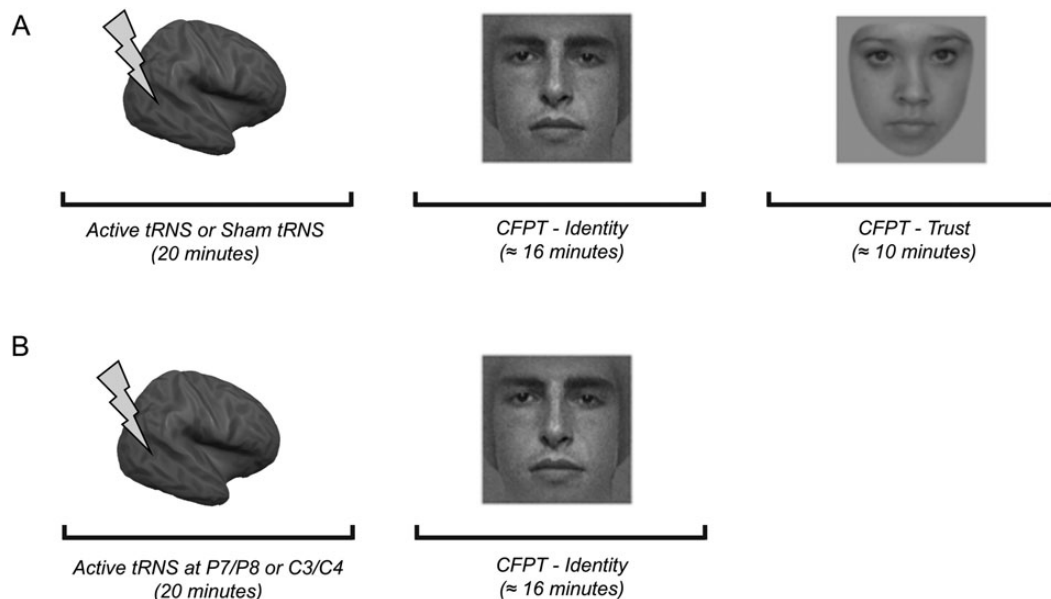 A
Active tRNS or Sham tRNS
(20 minutes)
CFPT - Identity
(≈ 16 minutes)
CFPT - Trust
(≈ 10 minutes)
B
Active tRNS at P7/P8 or C3/C4
(20 minutes)
CFPT - Identity
(≈ 16 minutes)